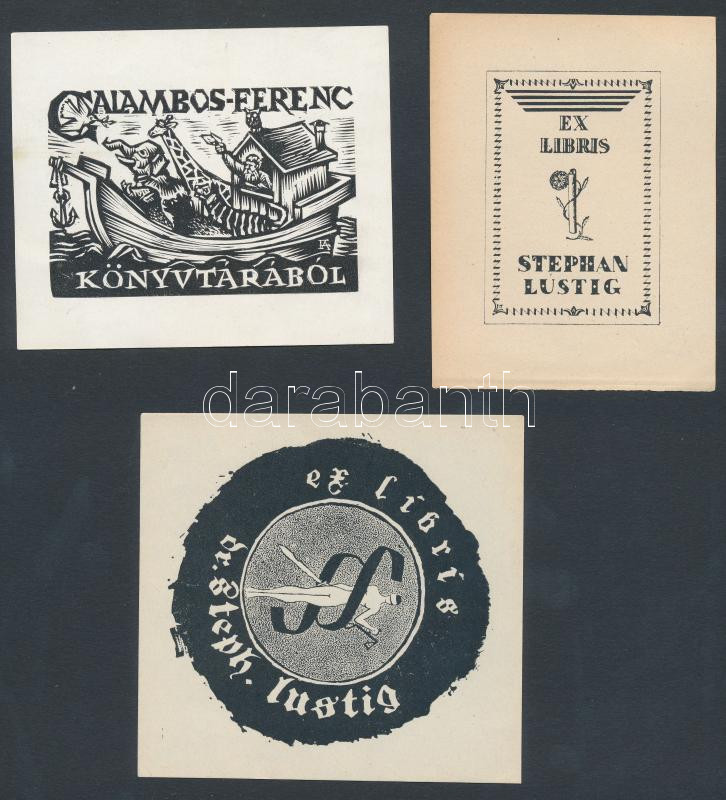 GALAMBOS-FERENC
KÖNYVTÁRÁBÓL
EX
LIBRIS
STEPHAN
LUSTIG
darabanth
ex libris
dr. steph. lustig